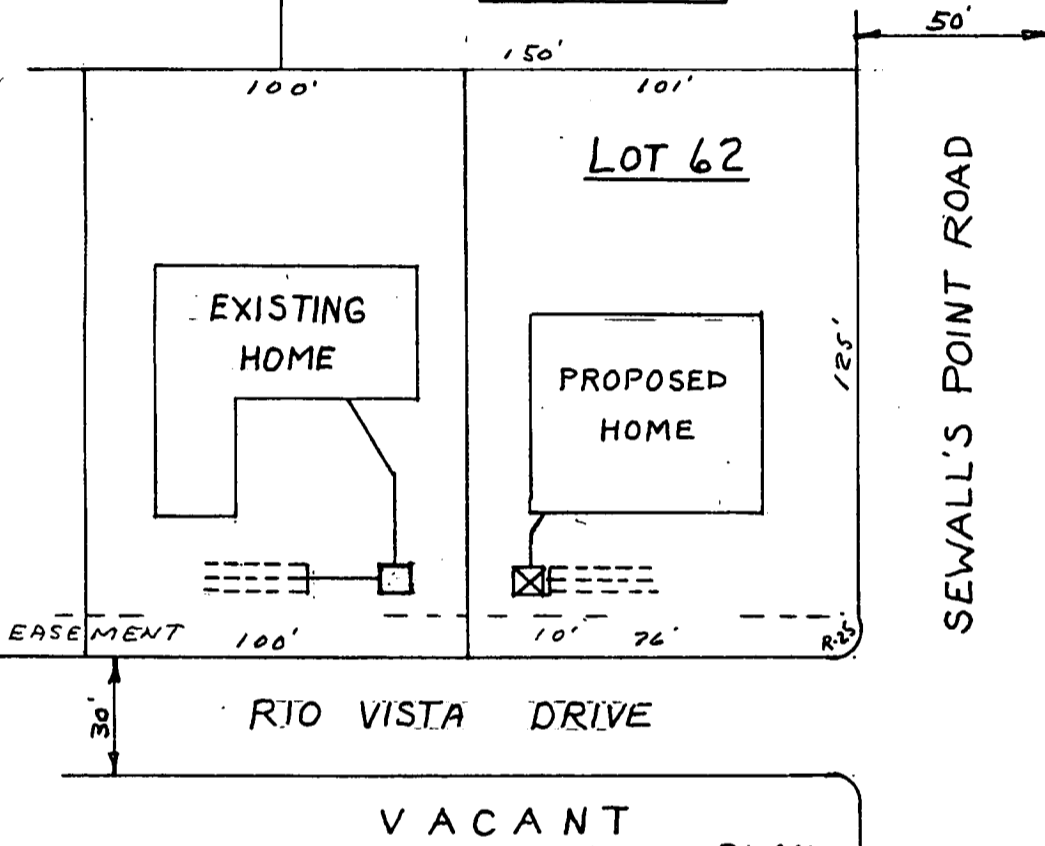 50'
150'
100'
101'
LOT 62
SEWALL'S POINT ROAD
EXISTING
HOME
PROPOSED
HOME
125'
EASEMENT
100'
10'
76'
R.25'
30'
RIO VISTA DRIVE
VACANT